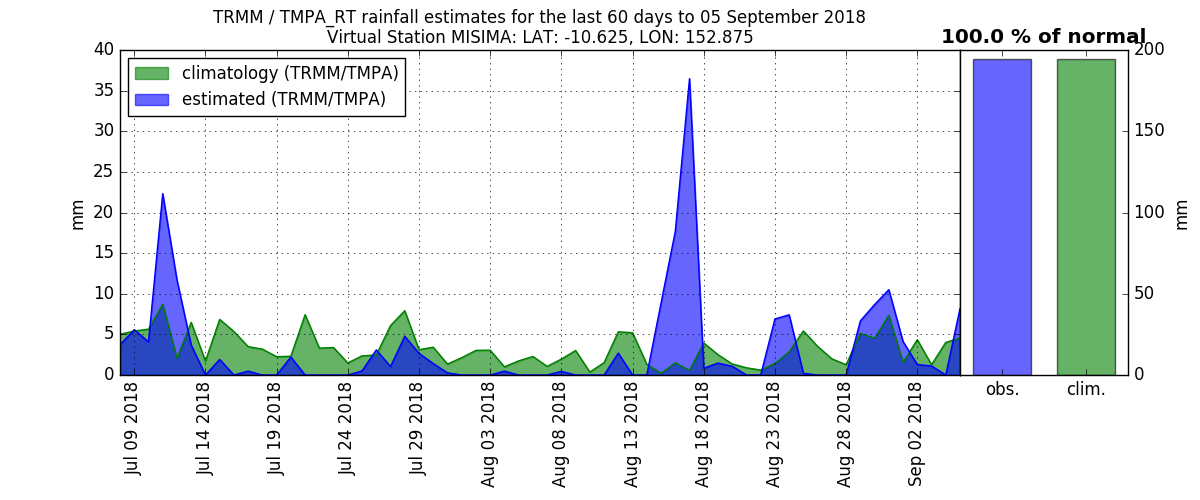 TRMM / TMPA_RT rainfall estimates for the last 60 days to 05 September 2018
Virtual Station MISIMA: LAT: -10.625, LON: 152.875
100.0 % of normal
climatology (TRMM/TMPA)
estimated (TRMM/TMPA)
40
35
30
25
20
15
10
5
0
mm
Jul 09 2018
Jul 14 2018
Jul 19 2018
Jul 24 2018
Jul 29 2018
Aug 03 2018
Aug 08 2018
Aug 13 2018
Aug 18 2018
Aug 23 2018
Aug 28 2018
Sep 02 2018
200
150
100
50
0
mm
obs.
clim.